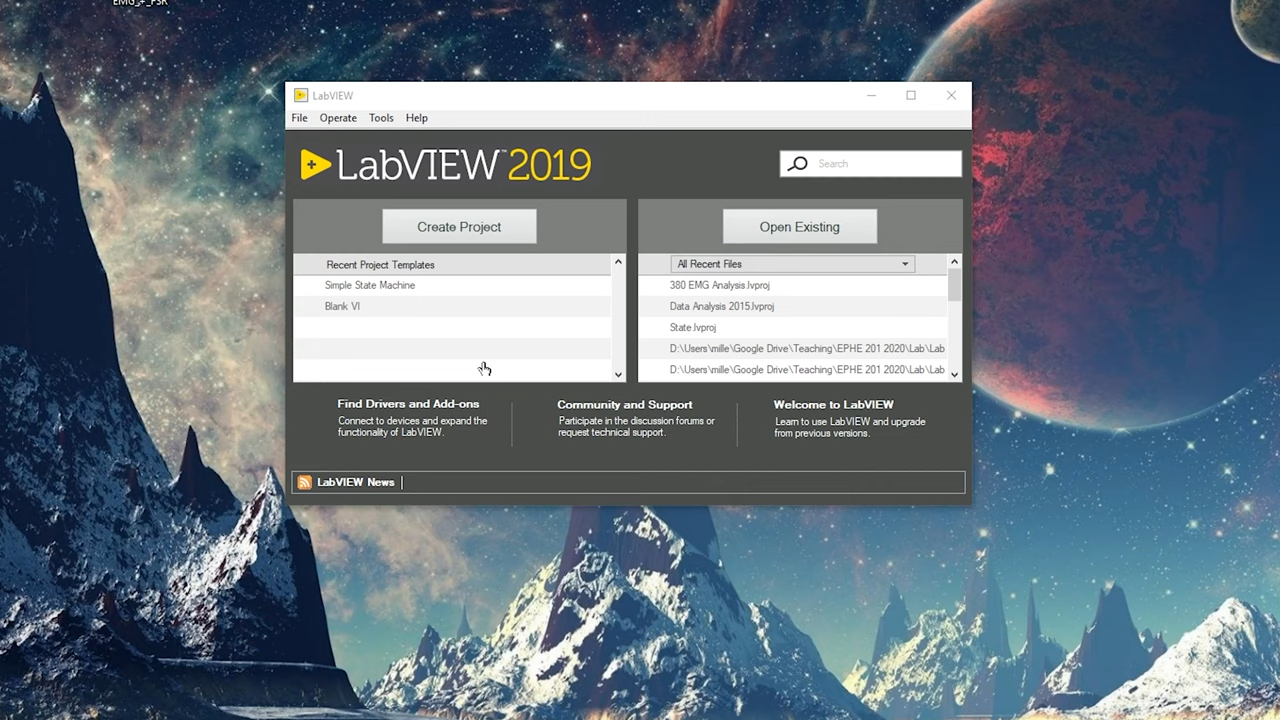 EMG_+_FSR
LabVIEW
File Operate Tools Help
LabVIEW™ 2019
Search
Create Project
Open Existing
Recent Project Templates
Simple State Machine
Blank VI
All Recent Files
380 EMG Analysis.lvproj
Data Analysis 2015.lvproj
State.lvproj
D:\Users\mille\Google Drive\Teaching\EPHE 201 2020\Lab\Lab
D:\Users\mille\Google Drive\Teaching\EPHE 201 2020\Lab\Lab
Find Drivers and Add-ons
Connect to devices and expand the
functionality of LabVIEW.
Community and Support
Participate in the discussion forums or
request technical support.
Welcome to LabVIEW
Learn to use LabVIEW and upgrade
from previous versions.
LabVIEW News